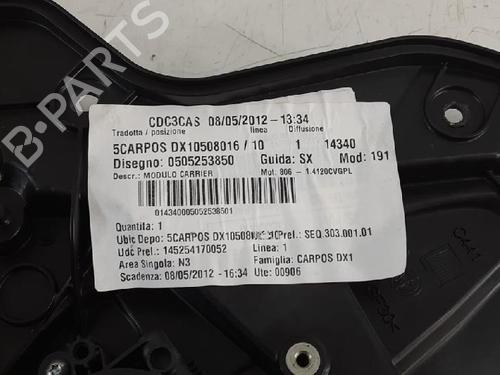 B-PARTS
CDC3CAS 08/05/2012-13:34
Tradotta / posizione linea Diffusione
5CARPOS DX10508016 / 10 1 14340
Disegno: 0505253850 Guida: SX Mod: 191
Descr.: MODULO CARRIER Mot: 806 - 1.4120CVGPL
014340005052538501
Quantita: 1
Ubic Depo: 5CARPOS DX10508 Prel.: SEQ.303.001.01
Udc Prel.: 145254170052 Linea: 1
Area Singola: N3 Famiglia: CARPOS DX1
Scadenza: 08/05/2012 -16:34 Ute: 00906